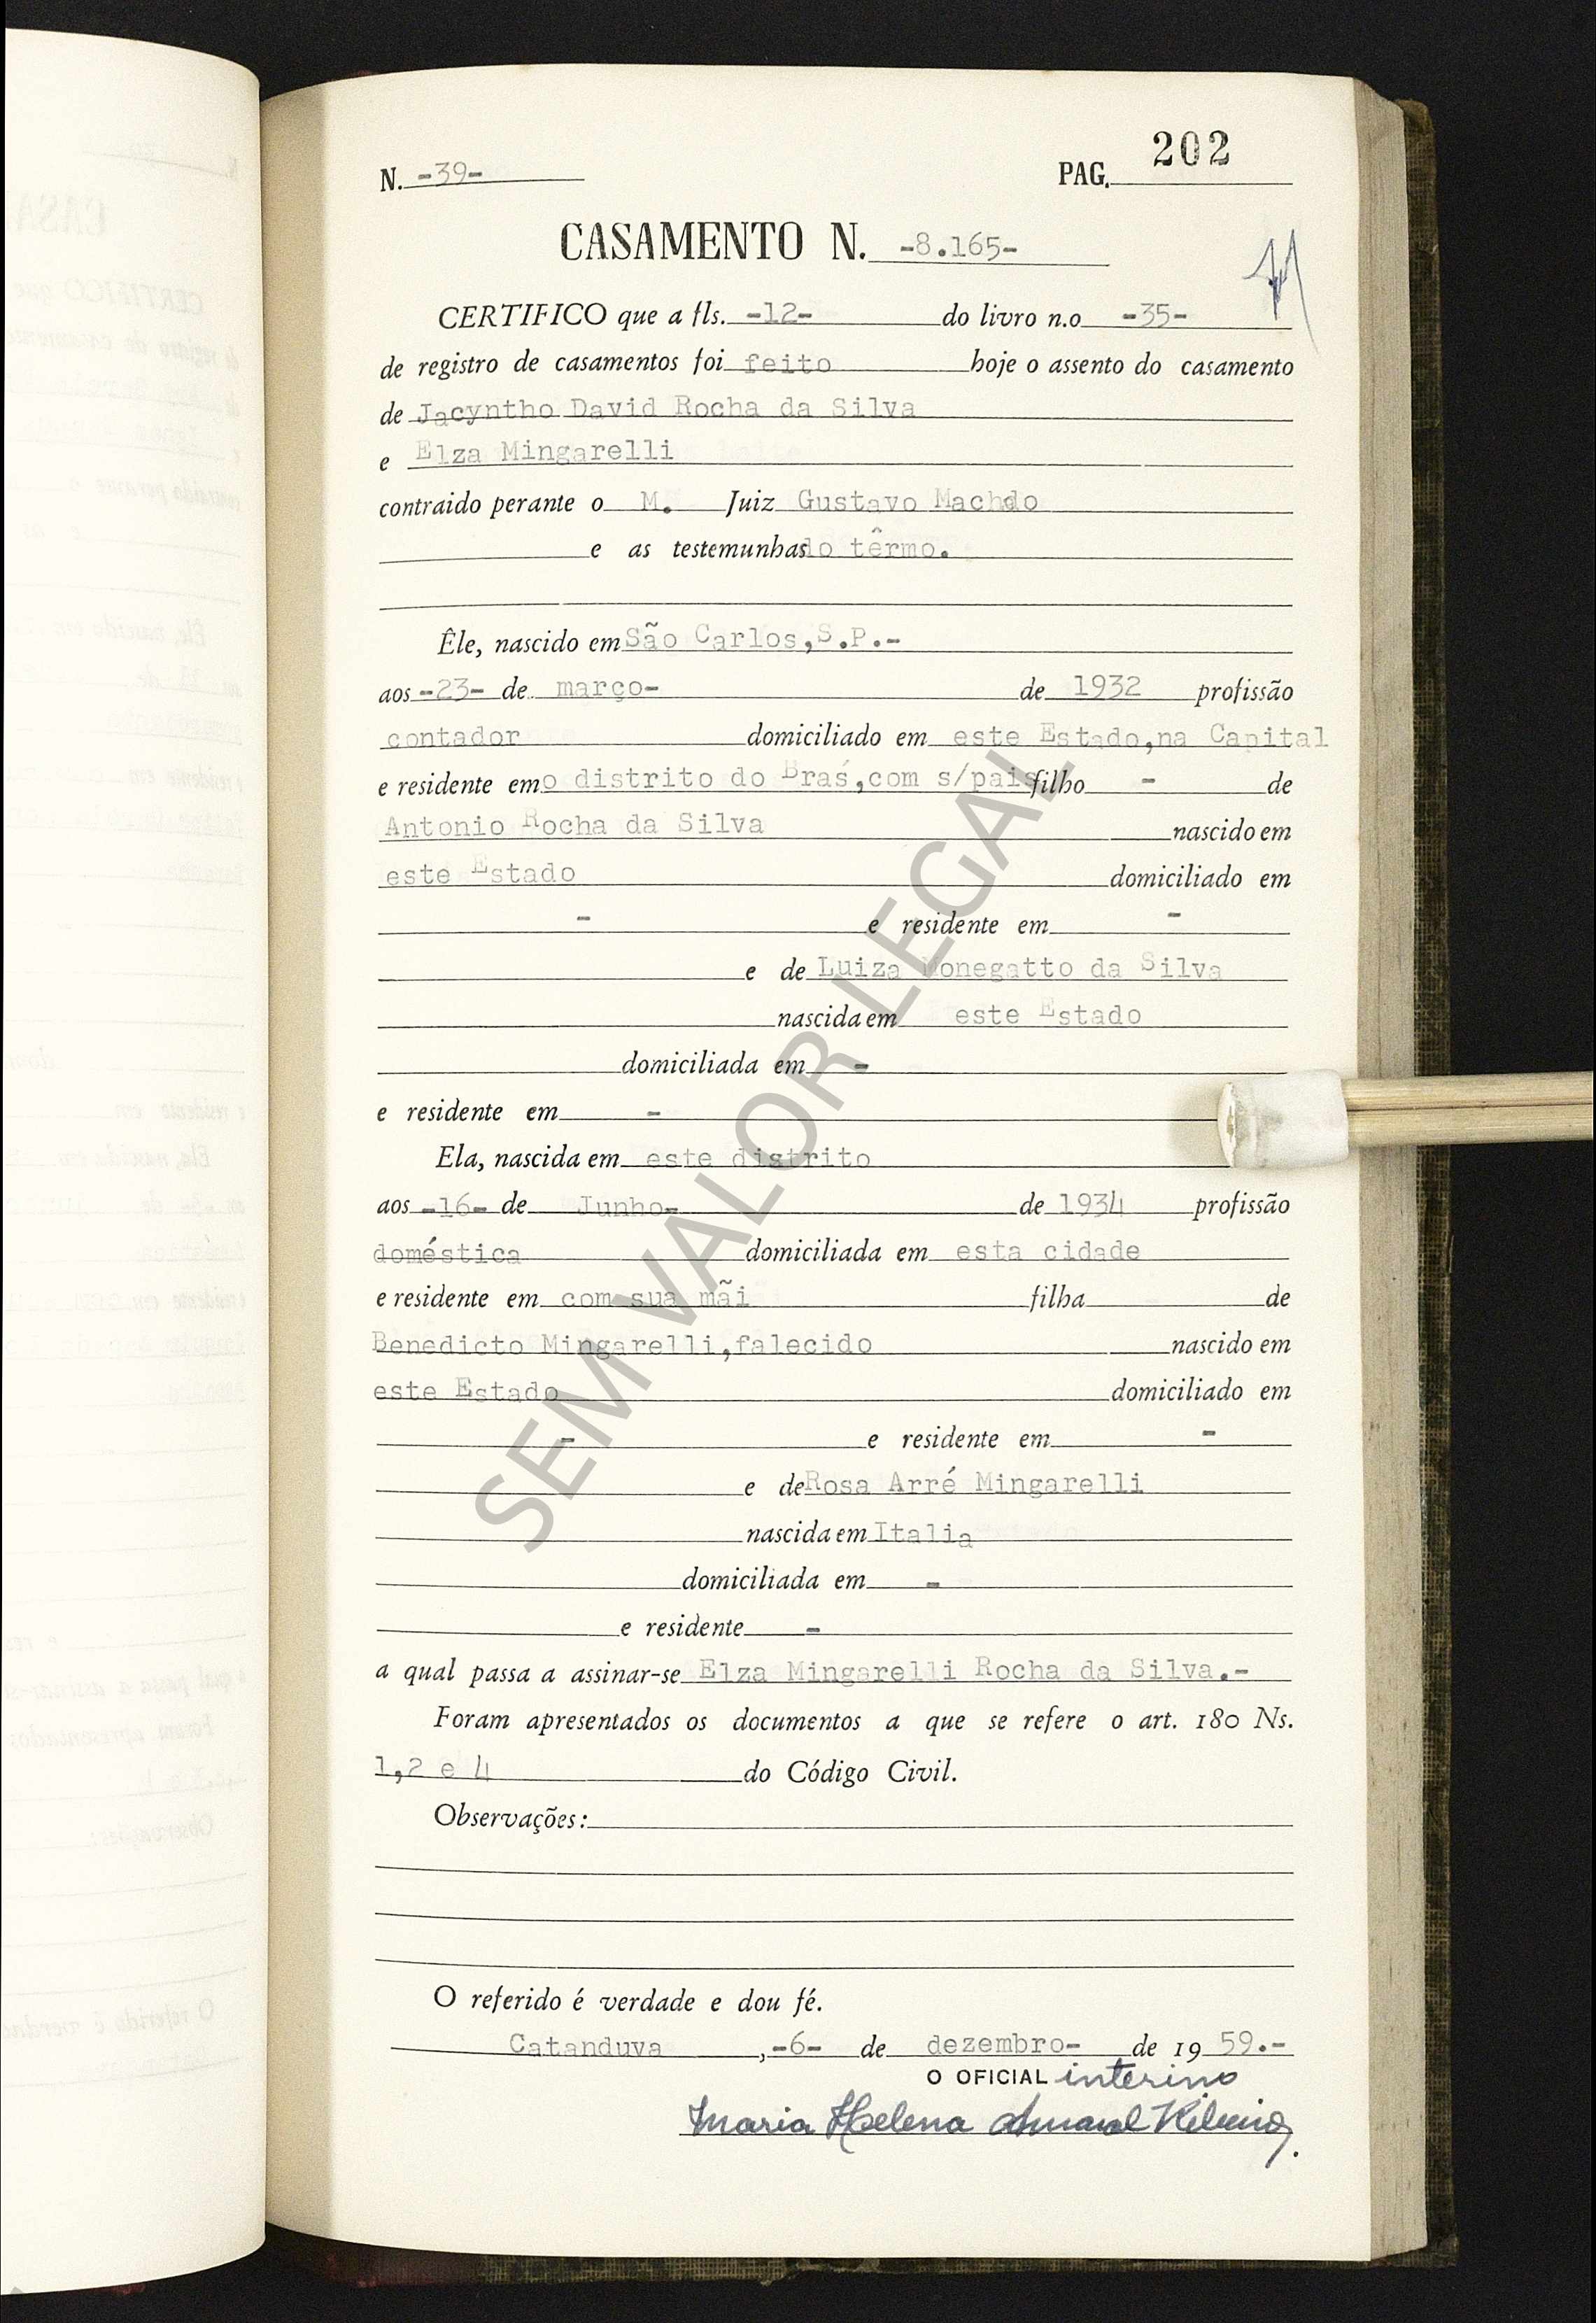 N. -39-
PAG. 202
CASAMENTO N. -8.165-
CERTIFICO que a fls. -12- do livro n.o -35-
de registro de casamentos foi feito hoje o assento do casamento
de Jacyntho David Rocha da Silva
e Elza Mingarelli
contraido perante o M. Juiz Gustavo Machado
e as testemunhas do têrmo.
Êle, nascido em São Carlos,S.P.-
aos -23- de março- de 1932 profissão
contador domiciliado em este Estado,na Capital
e residente em o distrito do Bras,com s/pais filho - de
Antonio Rocha da Silva nascido em
este Estado domiciliado em
- e residente em -
e de Luiza Donegatto da Silva
nascida em este Estado
domiciliada em -
e residente em -
Ela, nascida em este distrito
aos -16- de Junho- de 1934 profissão
doméstica domiciliada em esta cidade
e residente em com sua mãi filha de
Benedicto Mingarelli,falecido nascido em
este Estado domiciliado em
- e residente em -
e de Rosa Arré Mingarelli
nascida em Italia
domiciliada em -
e residente -
a qual passa a assinar-se Elza Mingarelli Rocha da Silva.-
Foram apresentados os documentos a que se refere o art. 180 Ns.
1,2 e 4 do Código Civil.
Observações:
O referido é verdade e dou fé.
Catanduva ,-6- de dezembro- de 19 59.-
O OFICIAL interino
Maria Helena Amaral Ribeiro.
SEM VALOR LEGAL